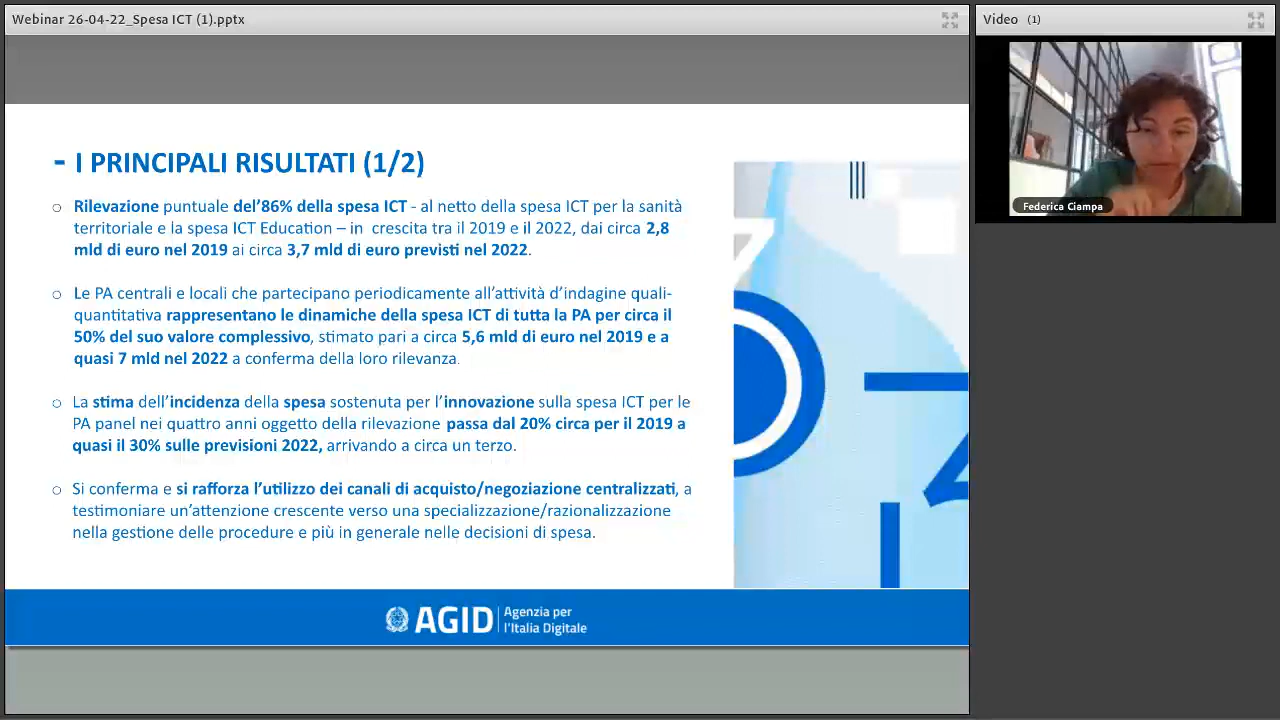 Webinar 26-04-22_Spesa ICT (1).pptx
Video (1)
Federica Ciampa
- I PRINCIPALI RISULTATI (1/2)
○ Rilevazione puntuale del’86% della spesa ICT - al netto della spesa ICT per la sanità
territoriale e la spesa ICT Education – in crescita tra il 2019 e il 2022, dai circa 2,8
mld di euro nel 2019 ai circa 3,7 mld di euro previsti nel 2022.
○ Le PA centrali e locali che partecipano periodicamente all’attività d’indagine quali-
quantitativa rappresentano le dinamiche della spesa ICT di tutta la PA per circa il
50% del suo valore complessivo, stimato pari a circa 5,6 mld di euro nel 2019 e a
quasi 7 mld nel 2022 a conferma della loro rilevanza.
○ La stima dell’incidenza della spesa sostenuta per l’innovazione sulla spesa ICT per le
PA panel nei quattro anni oggetto della rilevazione passa dal 20% circa per il 2019 a
quasi il 30% sulle previsioni 2022, arrivando a circa un terzo.
○ Si conferma e si rafforza l’utilizzo dei canali di acquisto/negoziazione centralizzati, a
testimoniare un’attenzione crescente verso una specializzazione/razionalizzazione
nella gestione delle procedure e più in generale nelle decisioni di spesa.
AGID
Agenzia per
l’Italia Digitale